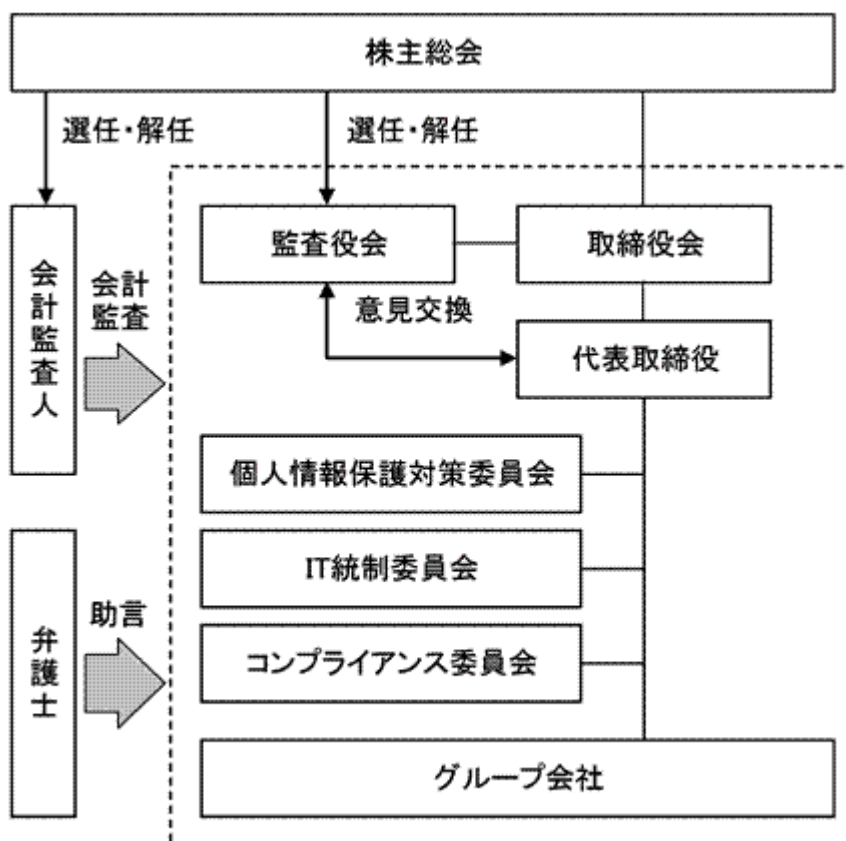 株主総会
選任・解任
選任・解任
監査役会
取締役会
会計監査人
会計
監査
意見交換
代表取締役
個人情報保護対策委員会
IT統制委員会
弁護士
助言
コンプライアンス委員会
グループ会社